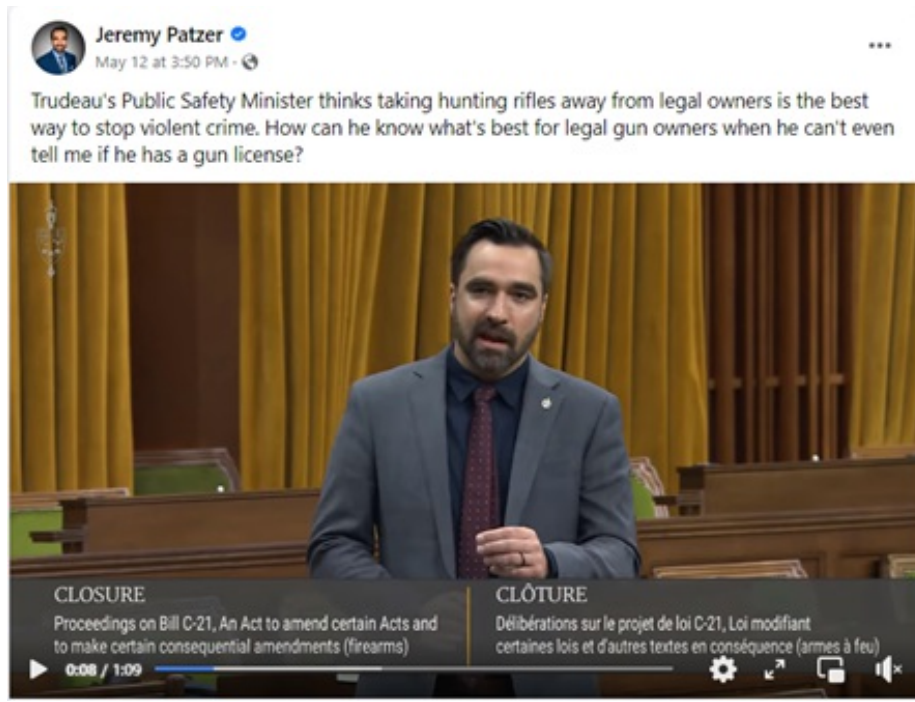 Jeremy Patzer
May 12 at 3:50 PM ·
Trudeau's Public Safety Minister thinks taking hunting rifles away from legal owners is the best
way to stop violent crime. How can he know what's best for legal gun owners when he can't even
tell me if he has a gun license?
CLOSURE
Proceedings on Bill C-21, An Act to amend certain Acts and
to make certain consequential amendments (firearms)
CLÔTURE
Délibérations sur le projet de loi C-21, Loi modifiant
certaines lois et d'autres textes en conséquence (armes à feu)
0:08 / 1:09